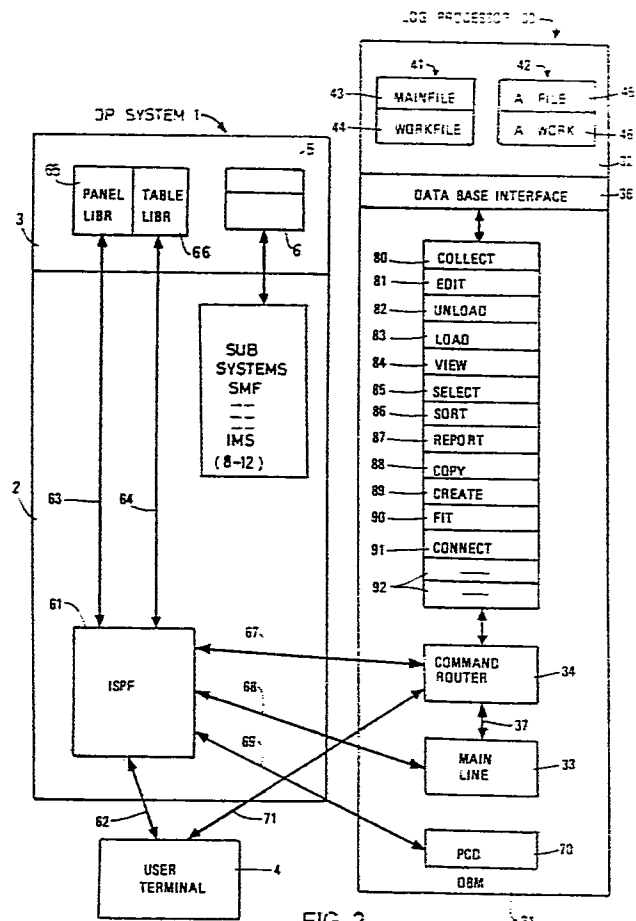 LOG PROCESSOR 30
41
42
43
MAINFILE
A FILE
45
44
WORKFILE
A WORK
46
DP SYSTEM 1
32
5
DATA BASE INTERFACE
36
65
PANEL LIBR
TABLE LIBR
66
6
3
80 COLLECT
81 EDIT
82 UNLOAD
83 LOAD
84 VIEW
85 SELECT
86 SORT
87 REPORT
88 COPY
89 CREATE
90 FIT
91 CONNECT
92
SUB
SYSTEMS
SMF
IMS
(8-12)
2
63
64
61
ISPF
67
68
69
COMMAND
ROUTER
34
37
MAIN
LINE
33
62
71
PCD
70
DBM
USER
TERMINAL
4
31
FIG. 2